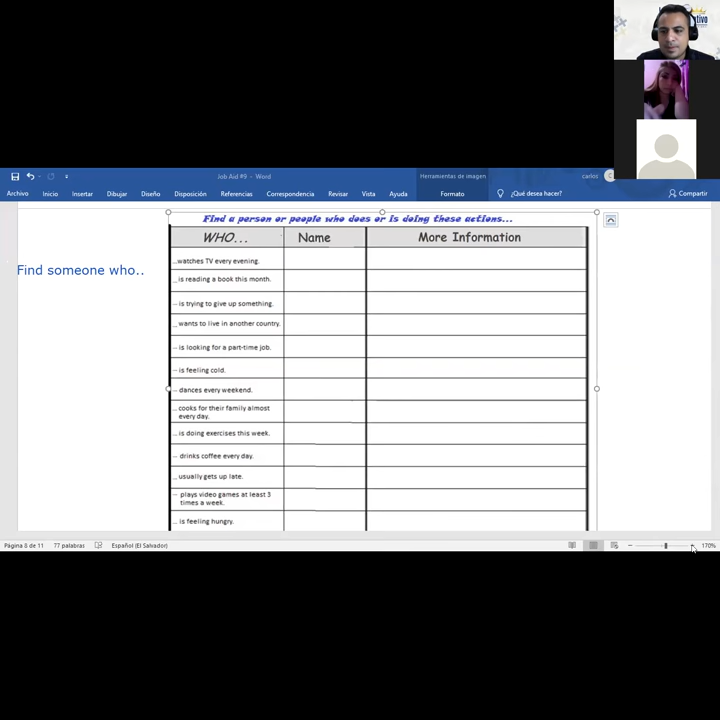 tivo
Job Aid #9 - Word
Herramientas de imagen
carlos
Archivo Inicio Insertar Dibujar Diseño Disposición Referencias Correspondencia Revisar Vista Ayuda Formato ¿Qué desea hacer? Compartir
Find a person or people who does or is doing these actions...
WHO... Name More Information
Find someone who..
...watches TV every evening.
... is reading a book this month.
... is trying to give up something.
... wants to live in another country.
... is looking for a part-time job.
... is feeling cold.
... dances every weekend.
... cooks for their family almost
every day.
... is doing exercises this week.
... drinks coffee every day.
... usually gets up late.
... plays video games at least 3
times a week.
... is feeling hungry.
Página 8 de 11 77 palabras Español (El Salvador) 170%